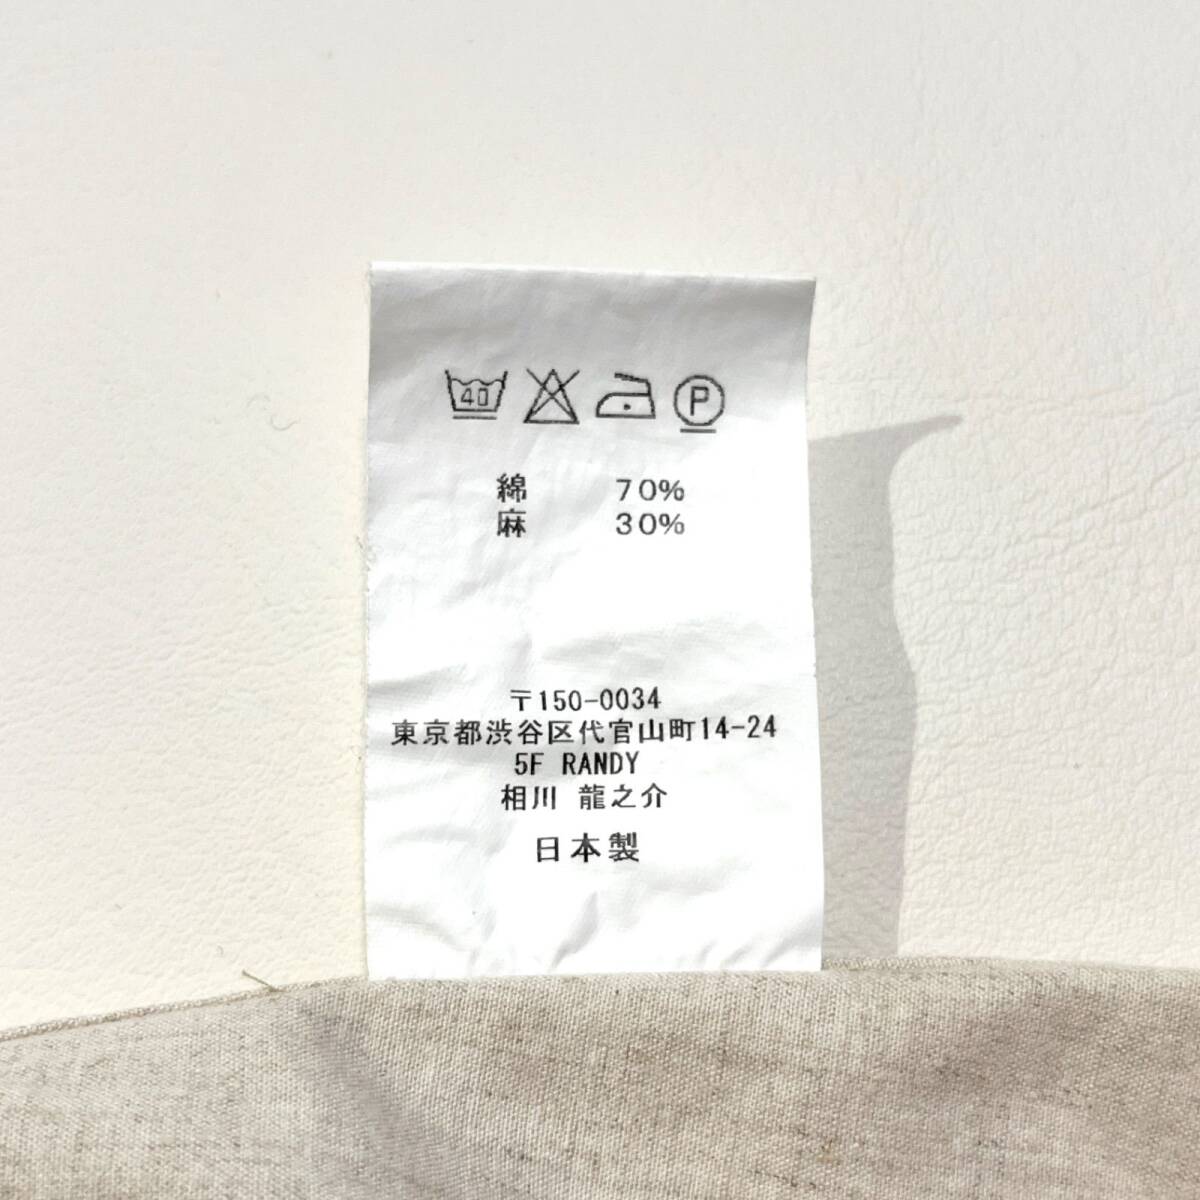 40 P
綿 70%
麻 30%
〒150-0034
東京都渋谷区代官山町14-24
5F RANDY
相川 龍之介
日本製